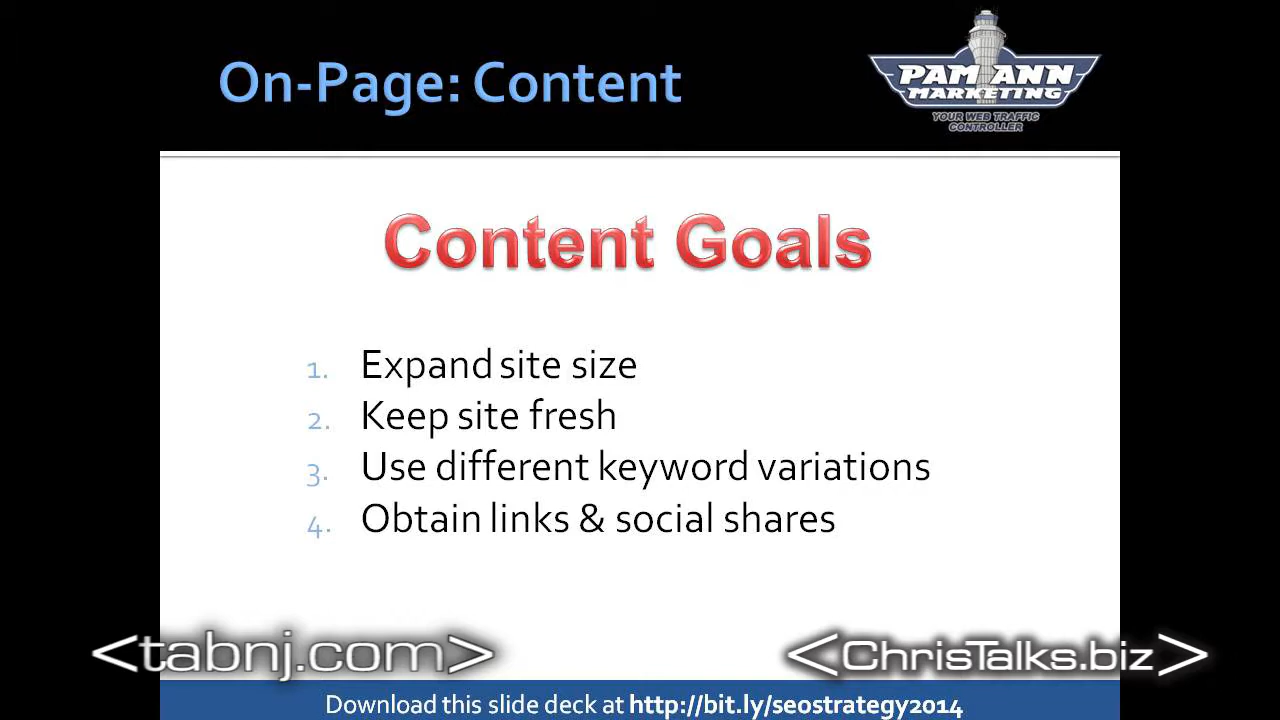 On-Page: Content
PAM ANN
MARKETING
YOUR WEB TRAFFIC
CONTROLLER
Content Goals
1. Expand site size
2. Keep site fresh
3. Use different keyword variations
4. Obtain links & social shares
<tabnj.com>
<ChrisTalks.biz>
Download this slide deck at http://bit.ly/seostrategy2014